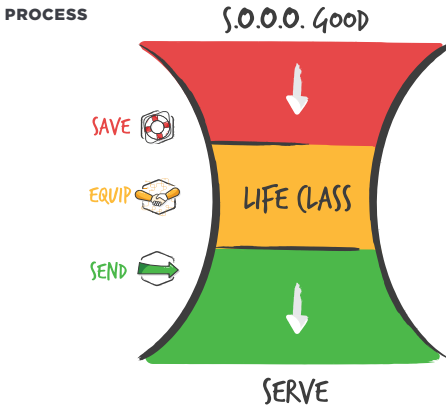 PROCESS
S.O.O.O. GOOD
SAVE
EQUIP
LIFE CLASS
SEND
SERVE